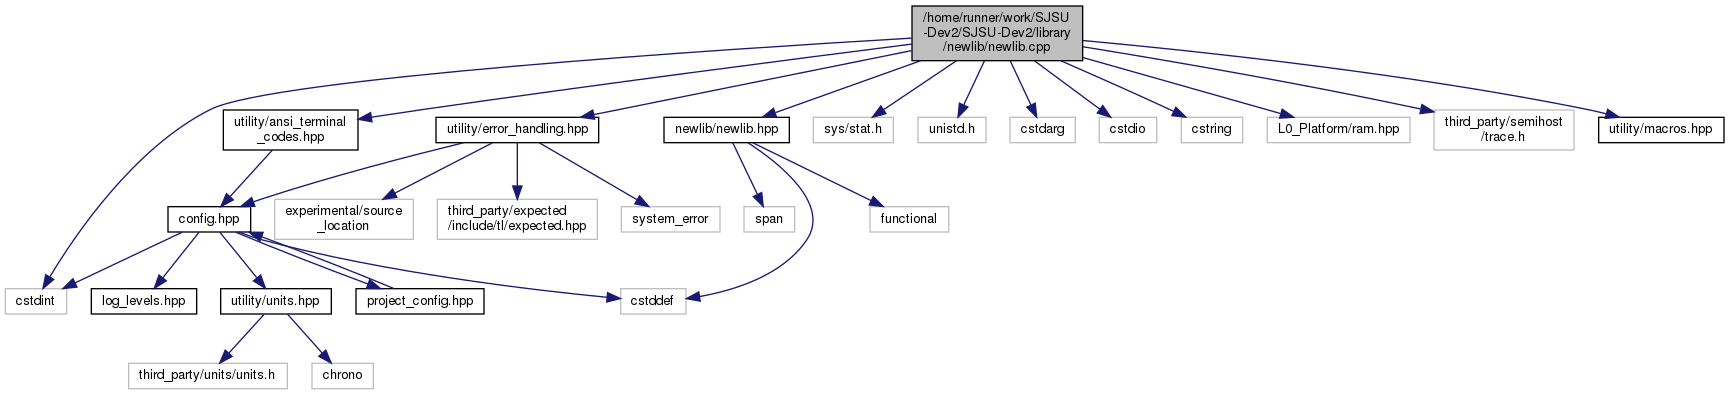 /home/runner/work/SJSU
-Dev2/SJSU-Dev2/library
/newlib/newlib.cpp
utility/ansi_terminal
_codes.hpp
utility/error_handling.hpp
newlib/newlib.hpp
sys/stat.h
unistd.h
cstdarg
cstdio
cstring
L0_Platform/ram.hpp
third_party/semihost
/trace.h
utility/macros.hpp
config.hpp
experimental/source
_location
third_party/expected
/include/tl/expected.hpp
system_error
span
functional
cstdint
log_levels.hpp
utility/units.hpp
project_config.hpp
cstddef
third_party/units/units.h
chrono